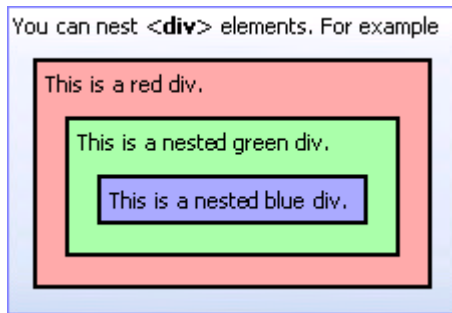 You can nest <div> elements. For example
This is a red div.
This is a nested green div.
This is a nested blue div.